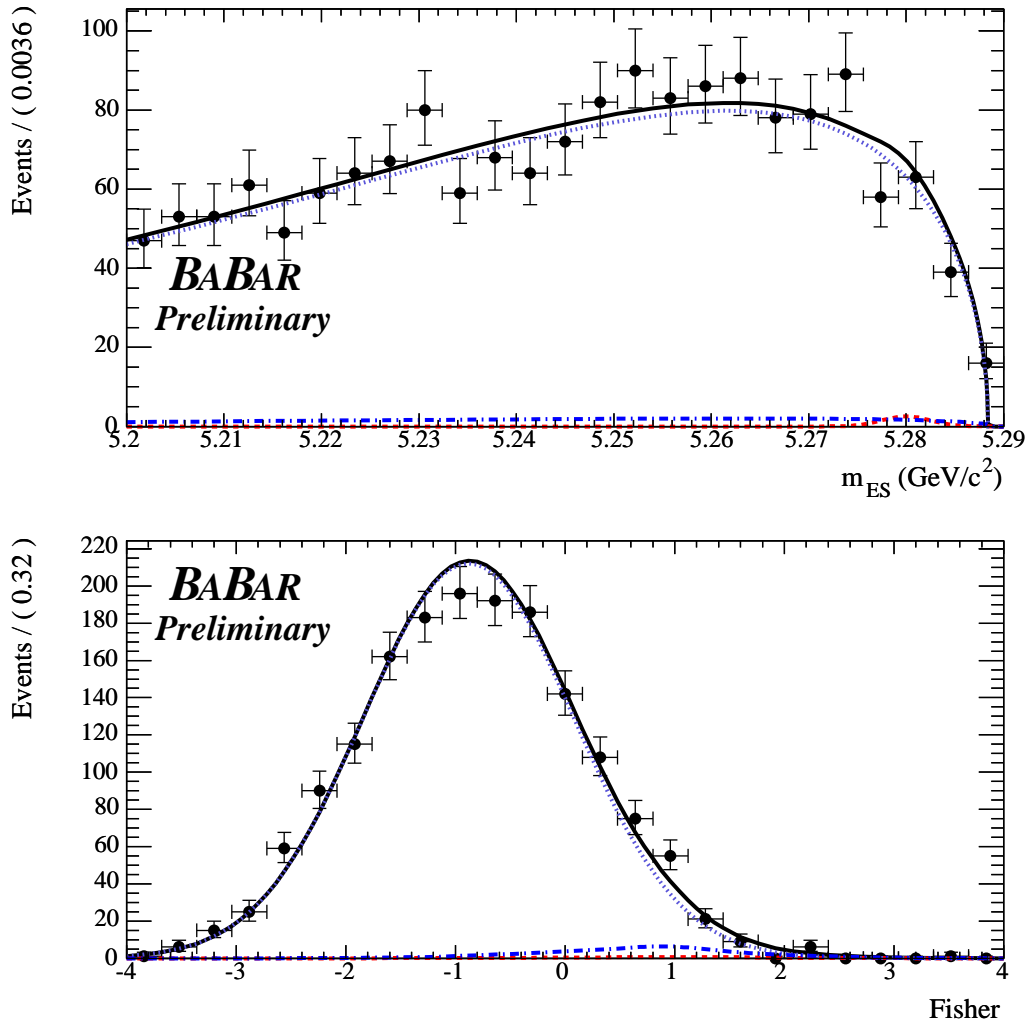 Events / ( 0.0036 )
100
80
60
40
20
0
BABAR
Preliminary
5.2 5.21 5.22 5.23 5.24 5.25 5.26 5.27 5.28 5.29
m_ES (GeV/c²)
Events / ( 0.32 )
220
200
180
160
140
120
100
80
60
40
20
0
BABAR
Preliminary
-4 -3 -2 -1 0 1 2 3 4
Fisher